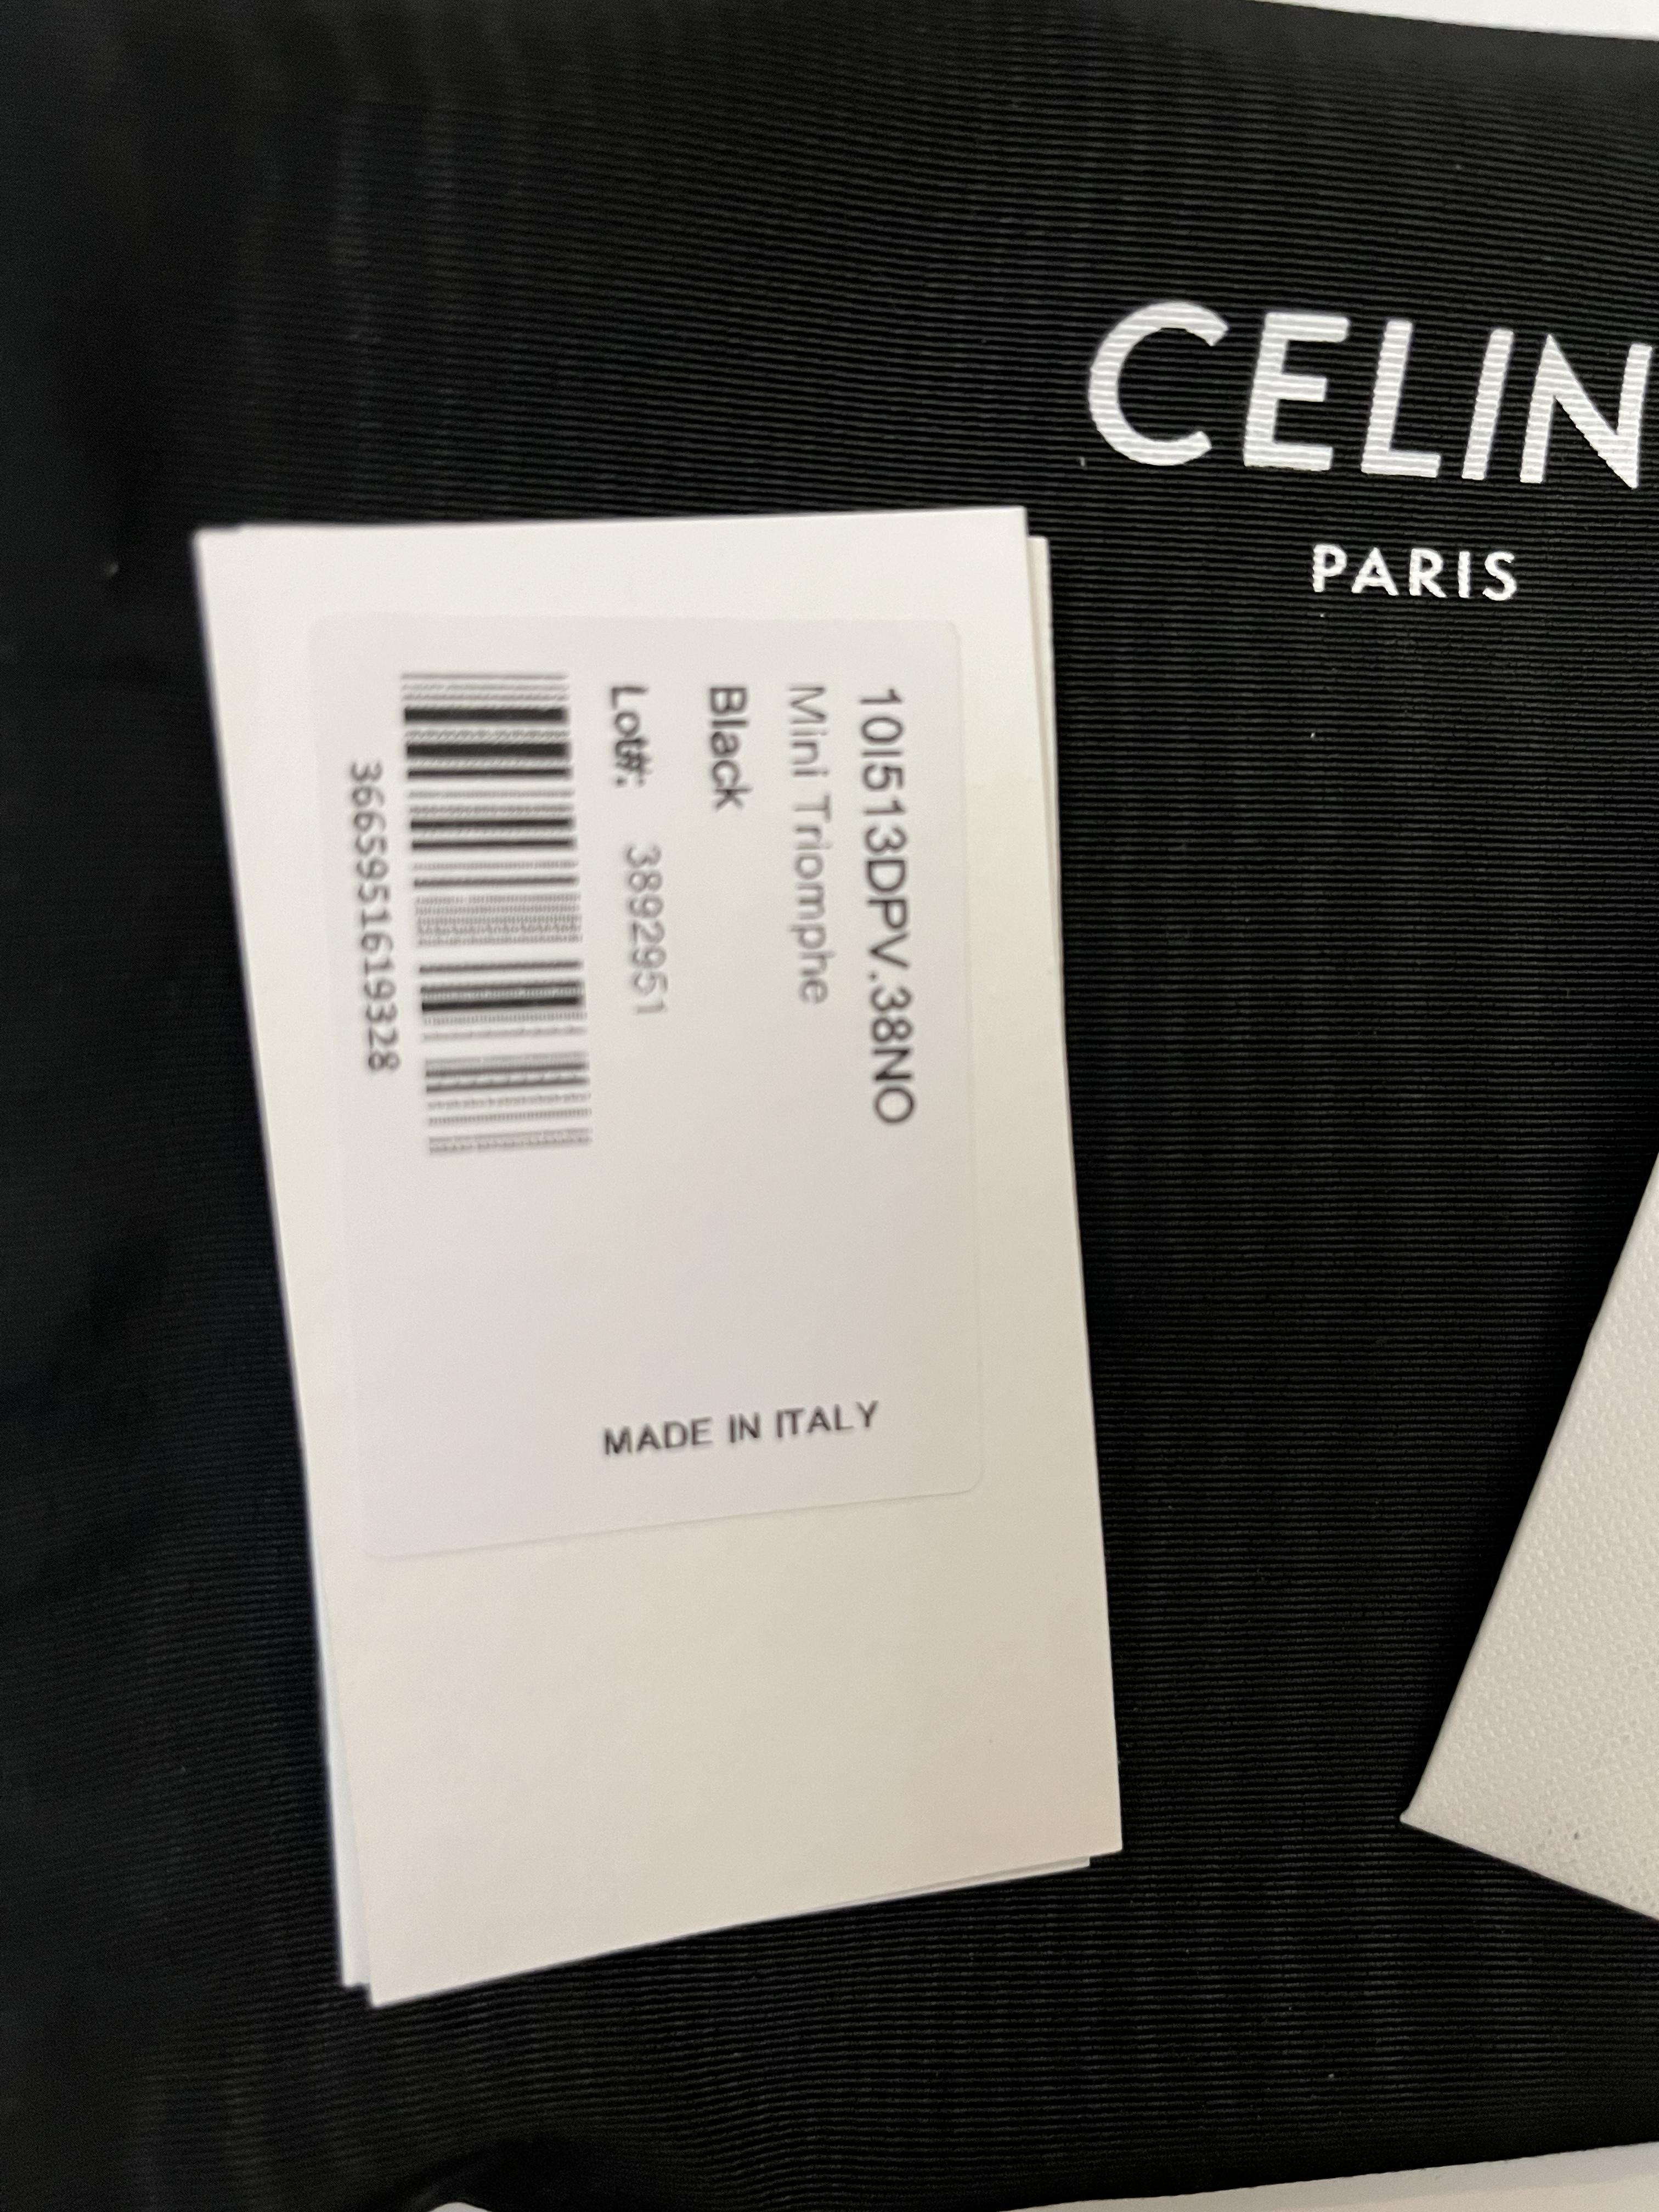 CELIN
PARIS
10I513DPV.38NO
Mini Triomphe
Black
Lot#: 3892951
3665951619328
MADE IN ITALY